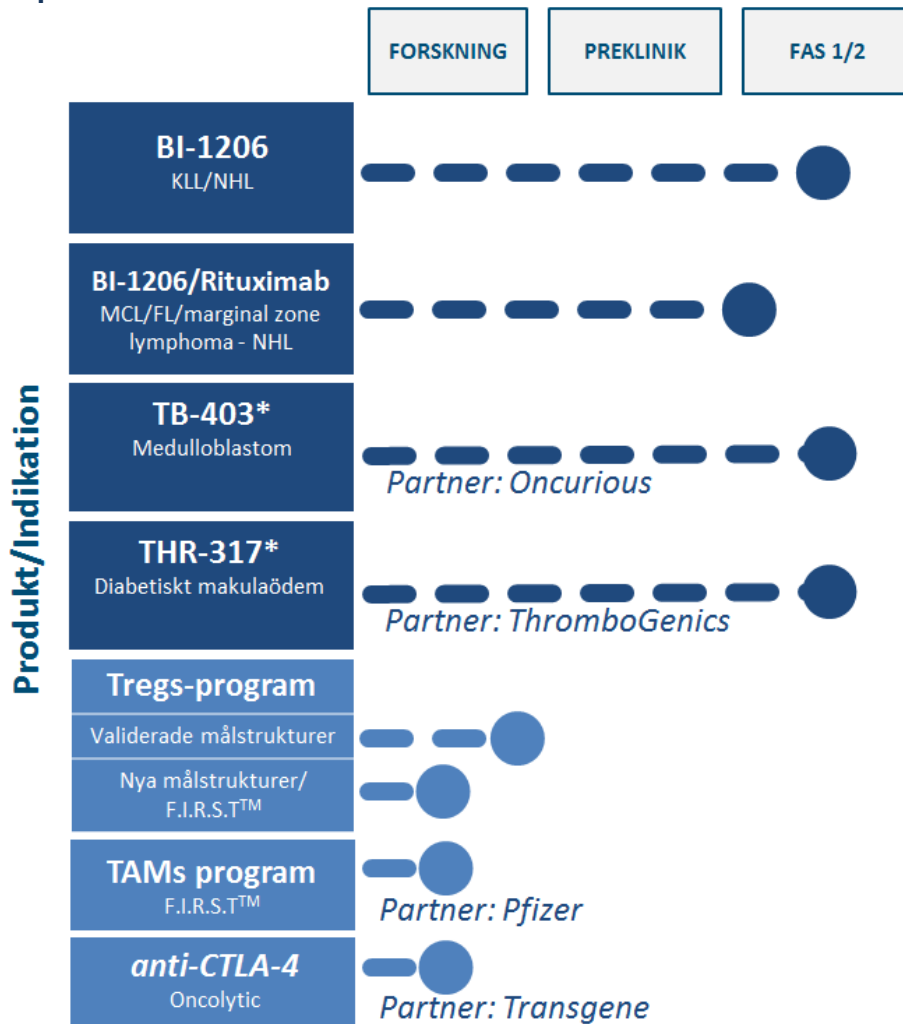 FORSKNING PREKLINIK FAS 1/2
Produkt/Indikation
BI-1206
KLL/NHL
BI-1206/Rituximab
MCL/FL/marginal zone
lymphoma - NHL
TB-403*
Medulloblastom
Partner: Oncurious
THR-317*
Diabetiskt makulaödem
Partner: ThromboGenics
Tregs-program
Validerade målstrukturer
Nya målstrukturer/
F.I.R.S.T™
TAMs program
F.I.R.S.T™
Partner: Pfizer
anti-CTLA-4
Oncolytic
Partner: Transgene